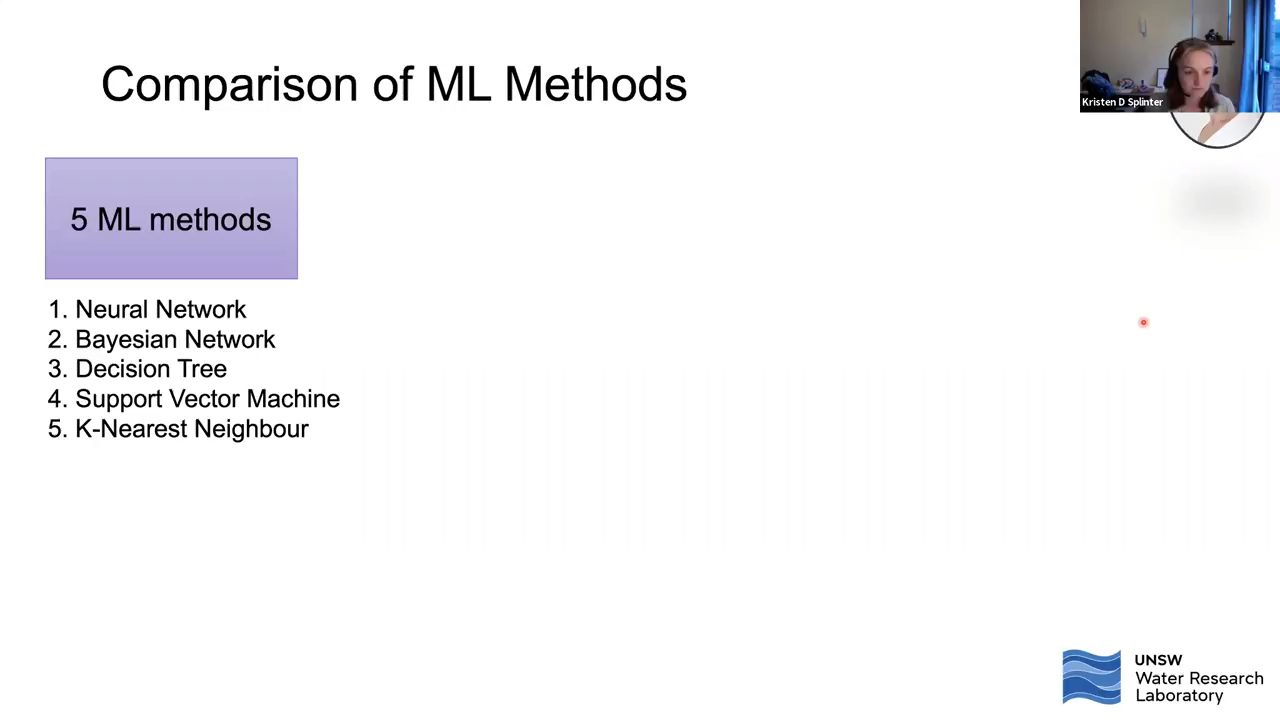 Comparison of ML Methods
Kristen D Splinter
5 ML methods
1. Neural Network
2. Bayesian Network
3. Decision Tree
4. Support Vector Machine
5. K-Nearest Neighbour
UNSW
Water Research
Laboratory